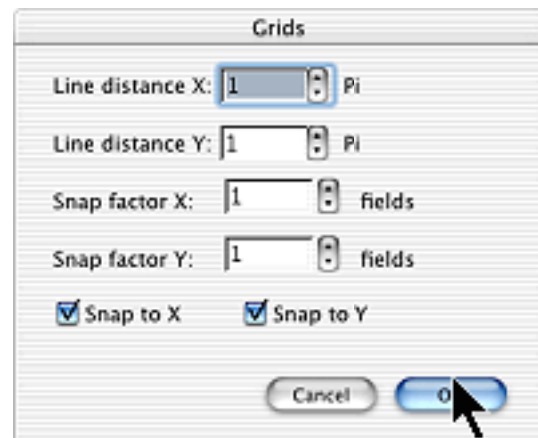 Grids
Line distance X: 1 Pi
Line distance Y: 1 Pi
Snap factor X: 1 fields
Snap factor Y: 1 fields
Snap to X Snap to Y
Cancel